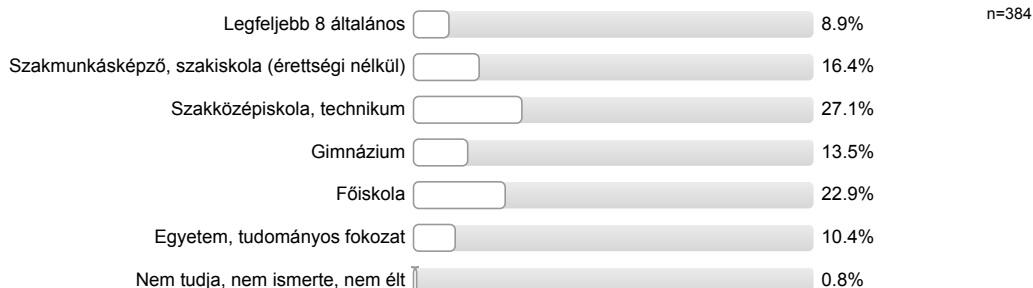 Legfeljebb 8 általános 8.9% n=384
Szakmunkásképző, szakiskola (érettségi nélkül) 16.4%
Szakközépiskola, technikum 27.1%
Gimnázium 13.5%
Főiskola 22.9%
Egyetem, tudományos fokozat 10.4%
Nem tudja, nem ismerte, nem élt 0.8%